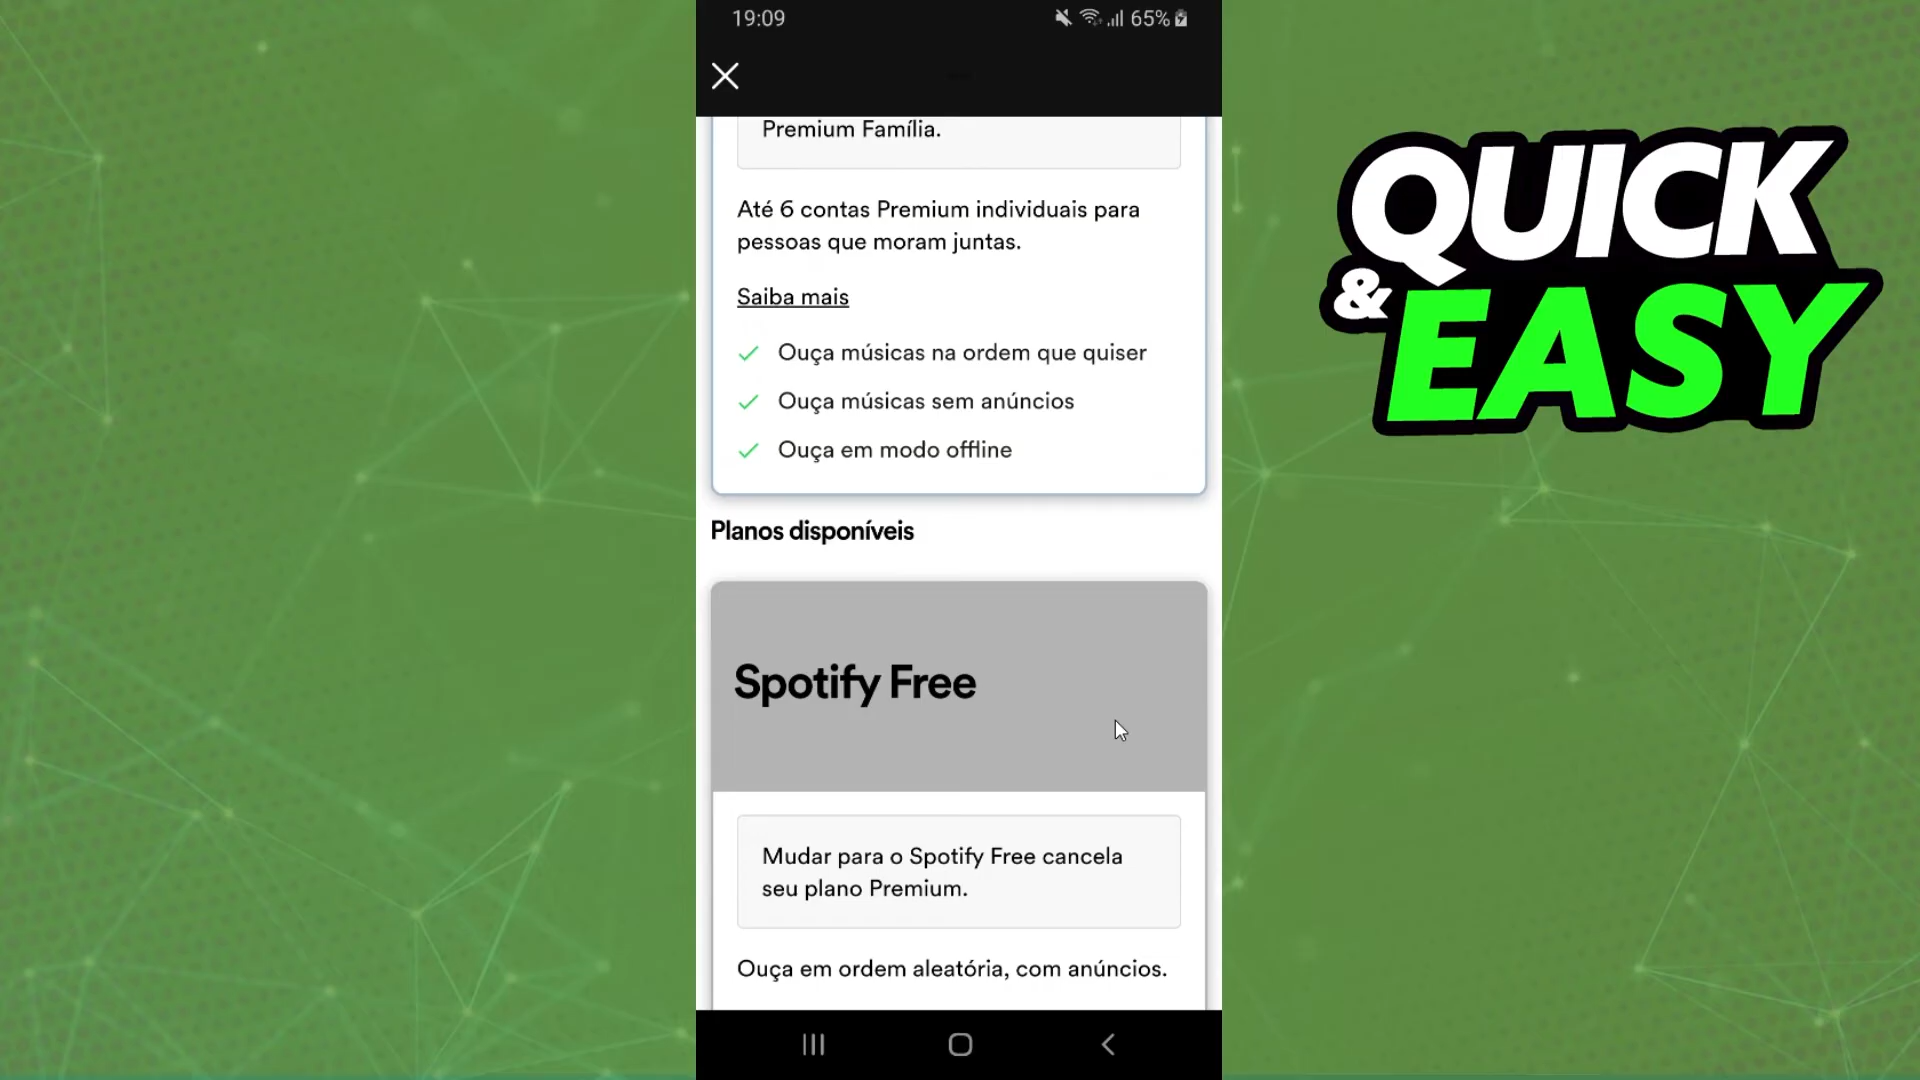 19:09
65%
Premium Família.
Até 6 contas Premium individuais para
pessoas que moram juntas.
Saiba mais
Ouça músicas na ordem que quiser
Ouça músicas sem anúncios
Ouça em modo offline
Planos disponíveis
Spotify Free
Mudar para o Spotify Free cancela
seu plano Premium.
Ouça em ordem aleatória, com anúncios.
QUICK
& EASY